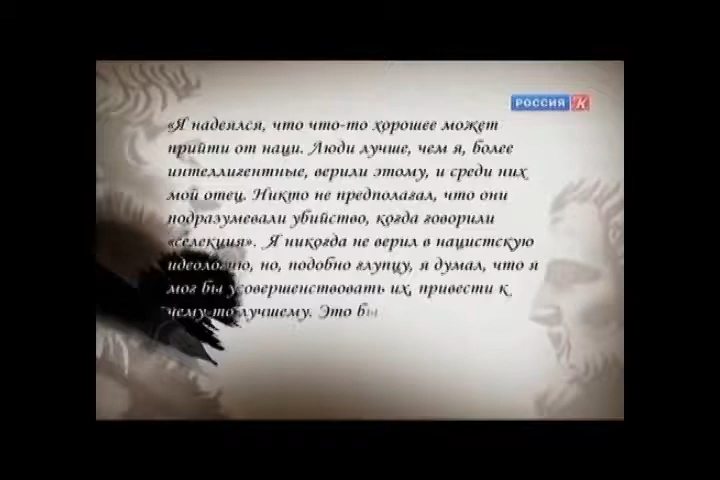 РОССИЯ К
«Я надеялся, что что-то хорошее может
прийти от наци. Люди лучше, чем я, более
интеллигентные, верили этому, и среди них
мой отец. Никто не предполагал, что они
подразумевали убийство, когда говорили
«селекция». Я никогда не верил в нацистскую
идеологию, но, подобно глупцу, я думал, что я
мог бы усовершенствовать их, привести к
чему-то лучшему. Это бы